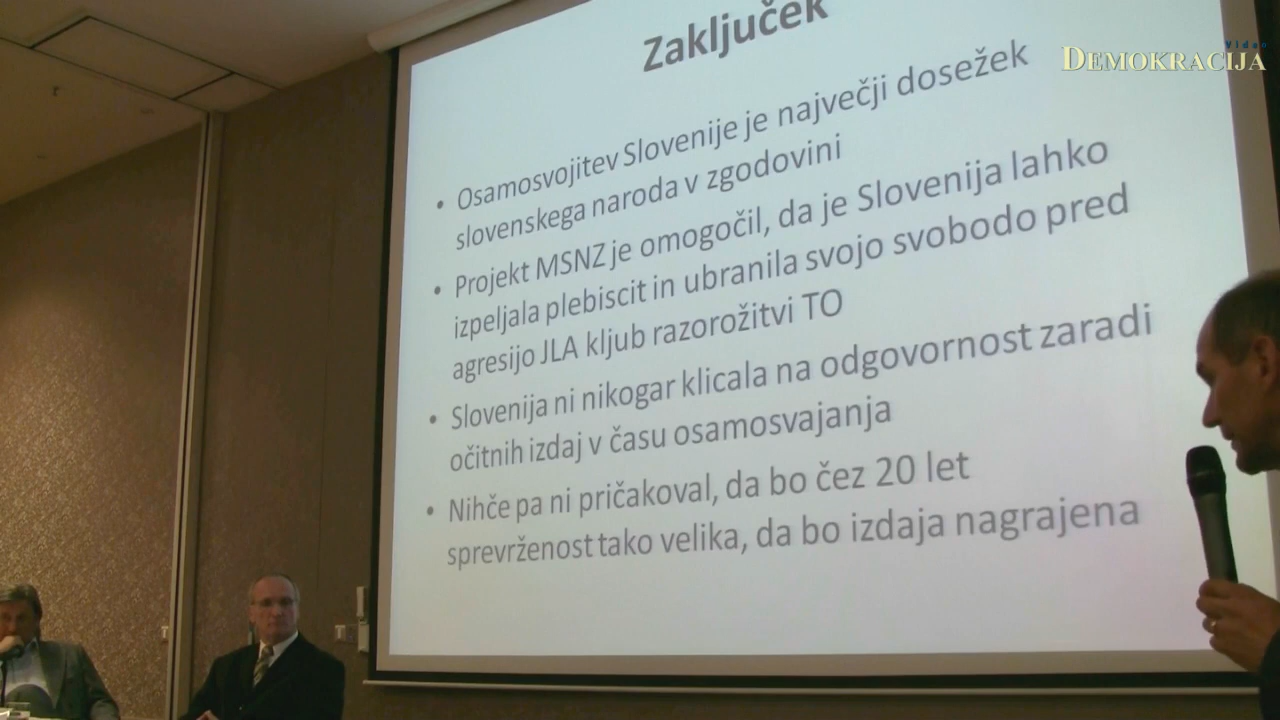 Zaključek
Video
DEMOKRACIJA
• Osamosvojitev Slovenije je največji dosežek
slovenskega naroda v zgodovini
• Projekt MSNZ je omogočil, da je Slovenija lahko
izpeljala plebiscit in ubranila svojo svobodo pred
agresijo JLA kljub razorožitvi TO
• Slovenija ni nikogar klicala na odgovornost zaradi
očitnih izdaj v času osamosvajanja
• Nihče pa ni pričakoval, da bo čez 20 let
sprevrženost tako velika, da bo izdaja nagrajena